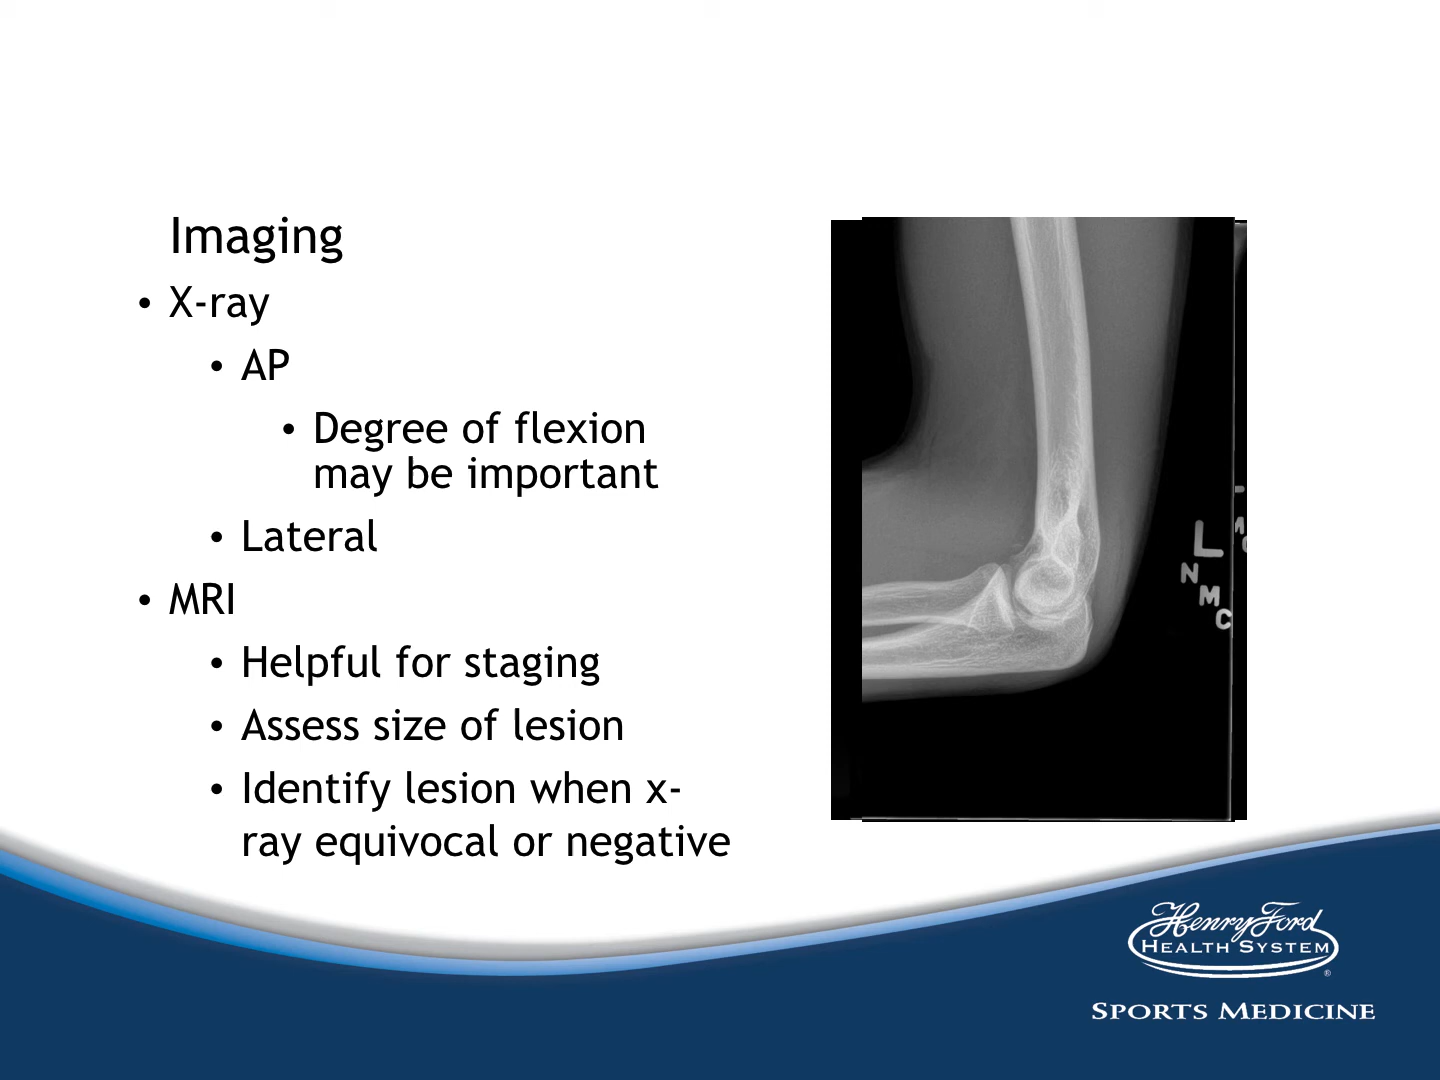 Imaging
• X-ray
• AP
• Degree of flexion
may be important
• Lateral
• MRI
• Helpful for staging
• Assess size of lesion
• Identify lesion when x-
ray equivocal or negative
L
N
M
C
Henry Ford
HEALTH SYSTEM
®
SPORTS MEDICINE